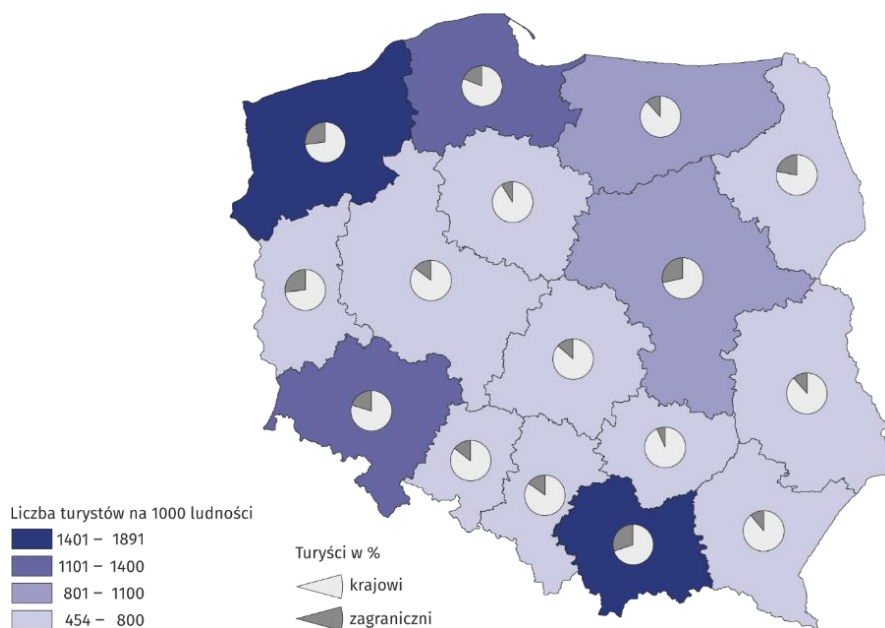 Liczba turystów na 1000 ludności
1401 – 1891
1101 – 1400
801 – 1100
454 – 800
Turyści w %
krajowi
zagraniczni